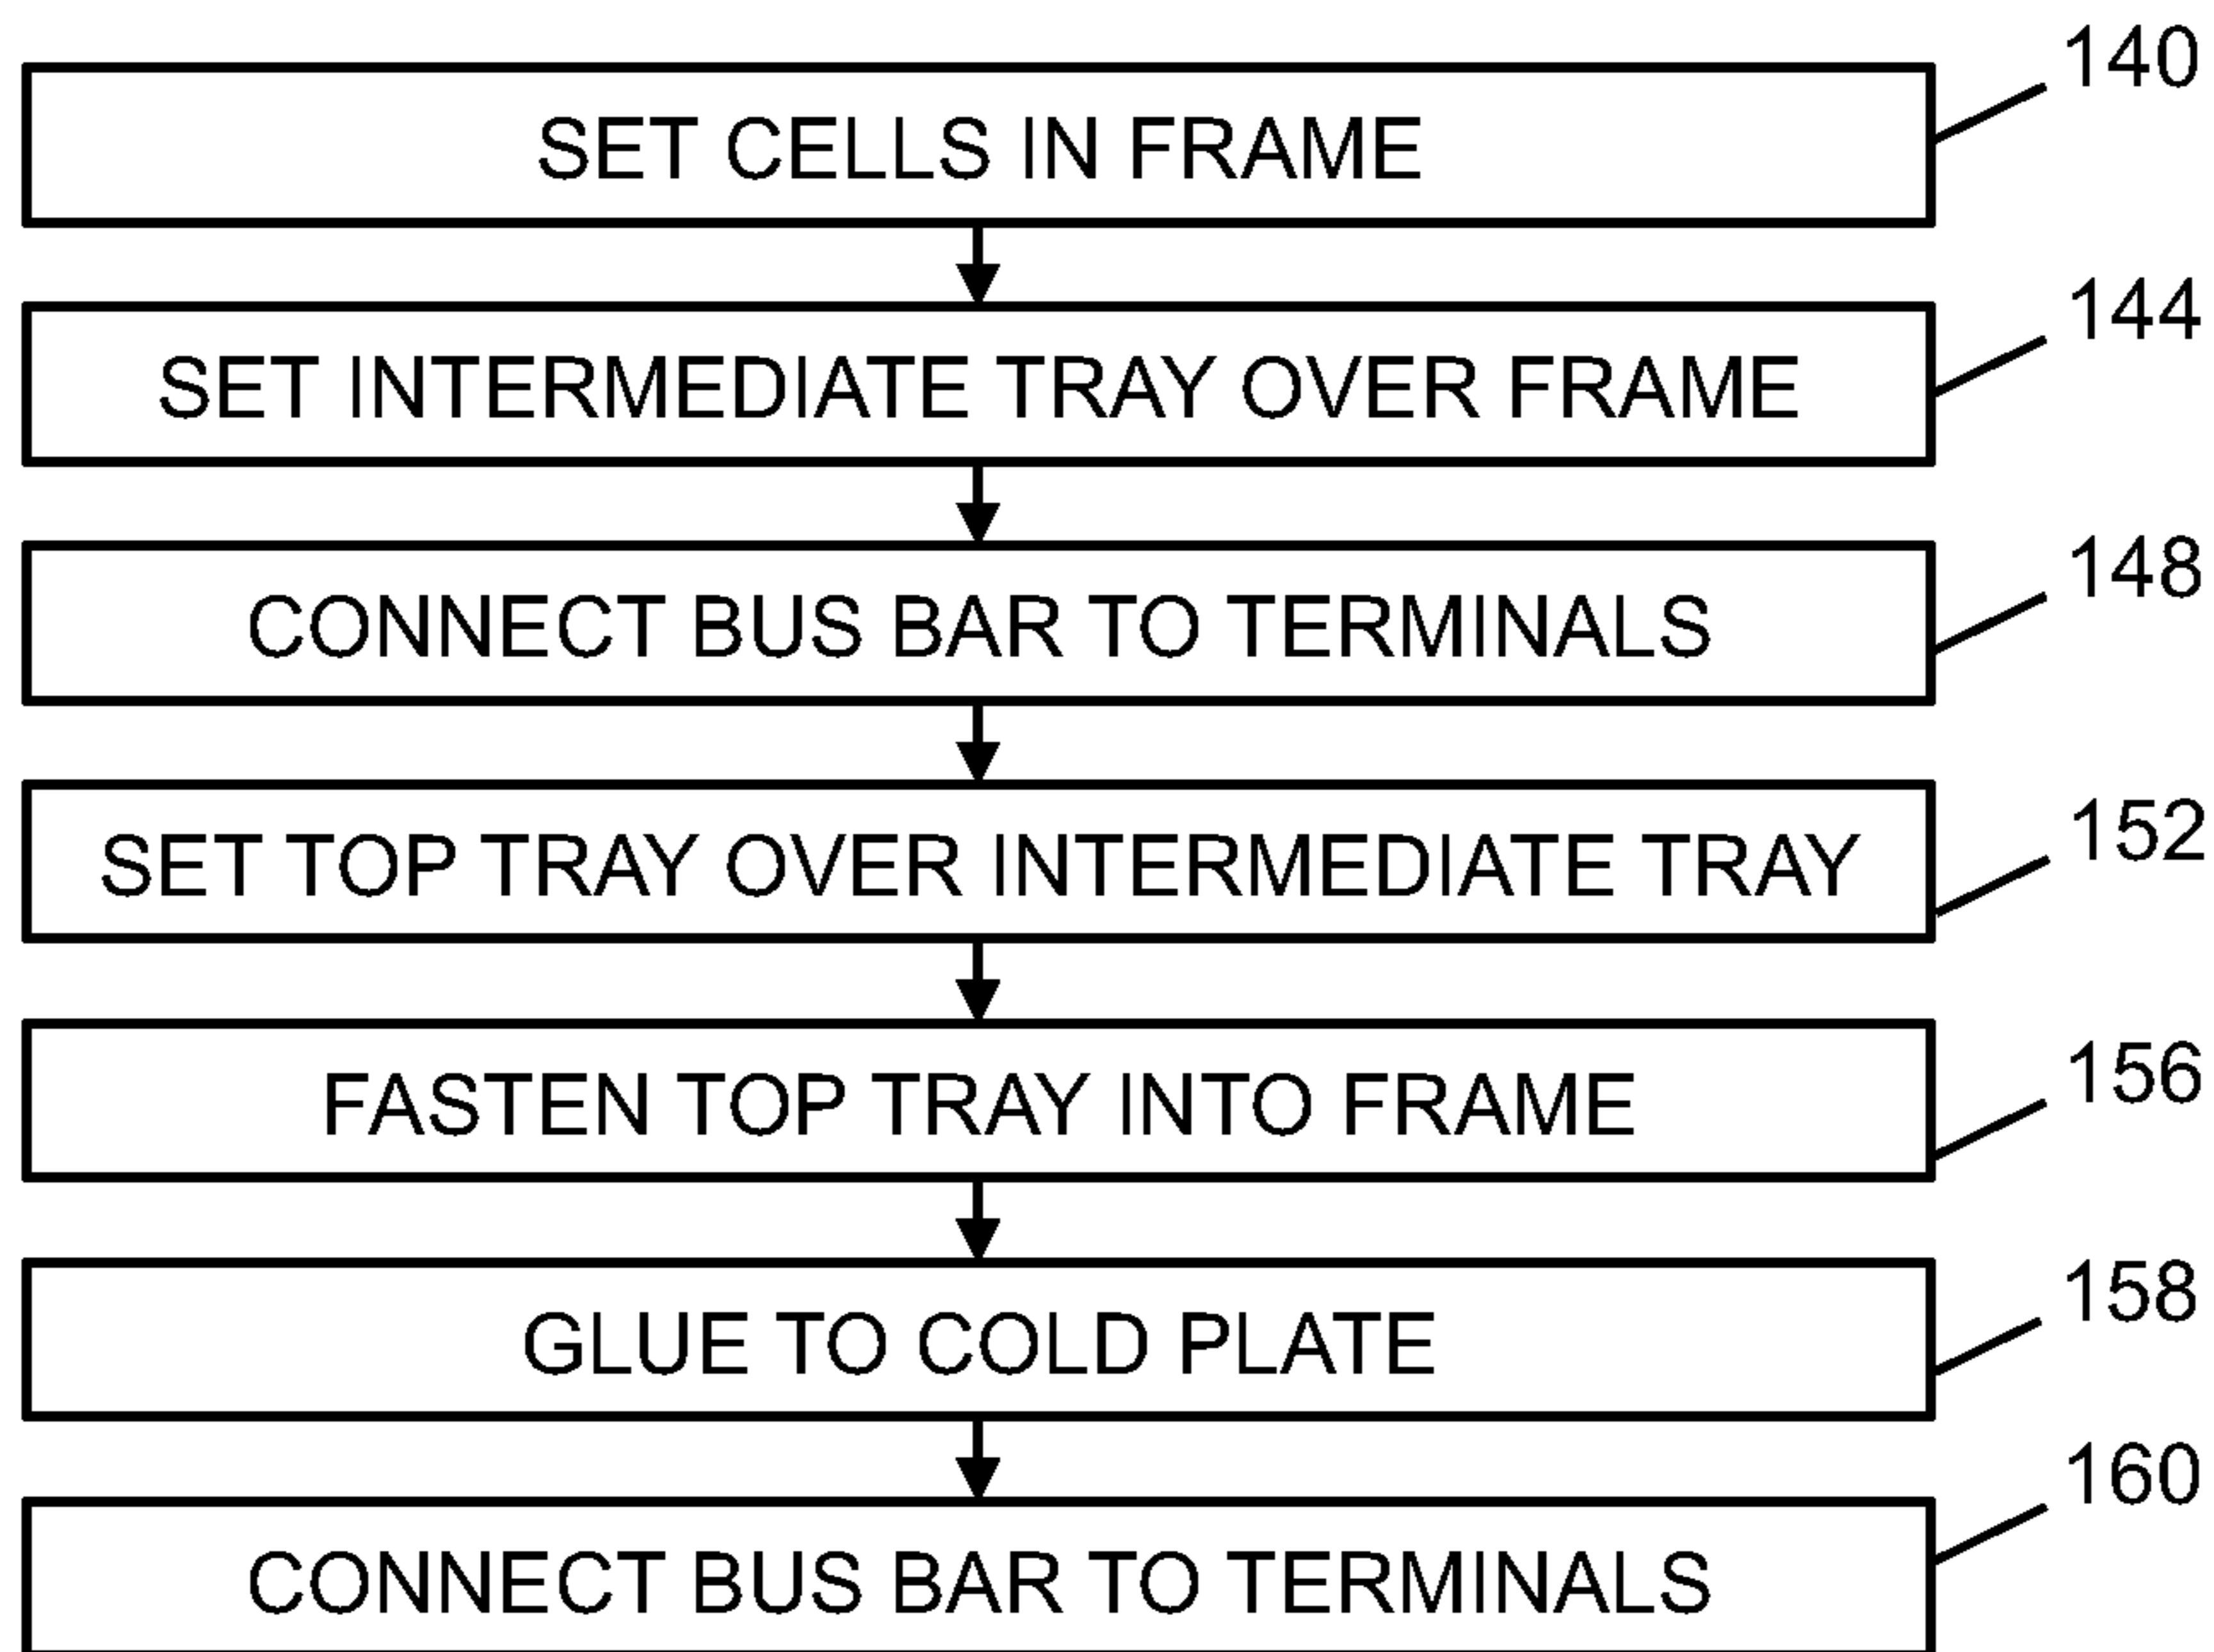 140
SET CELLS IN FRAME
144
SET INTERMEDIATE TRAY OVER FRAME
148
CONNECT BUS BAR TO TERMINALS
152
SET TOP TRAY OVER INTERMEDIATE TRAY
156
FASTEN TOP TRAY INTO FRAME
158
GLUE TO COLD PLATE
160
CONNECT BUS BAR TO TERMINALS